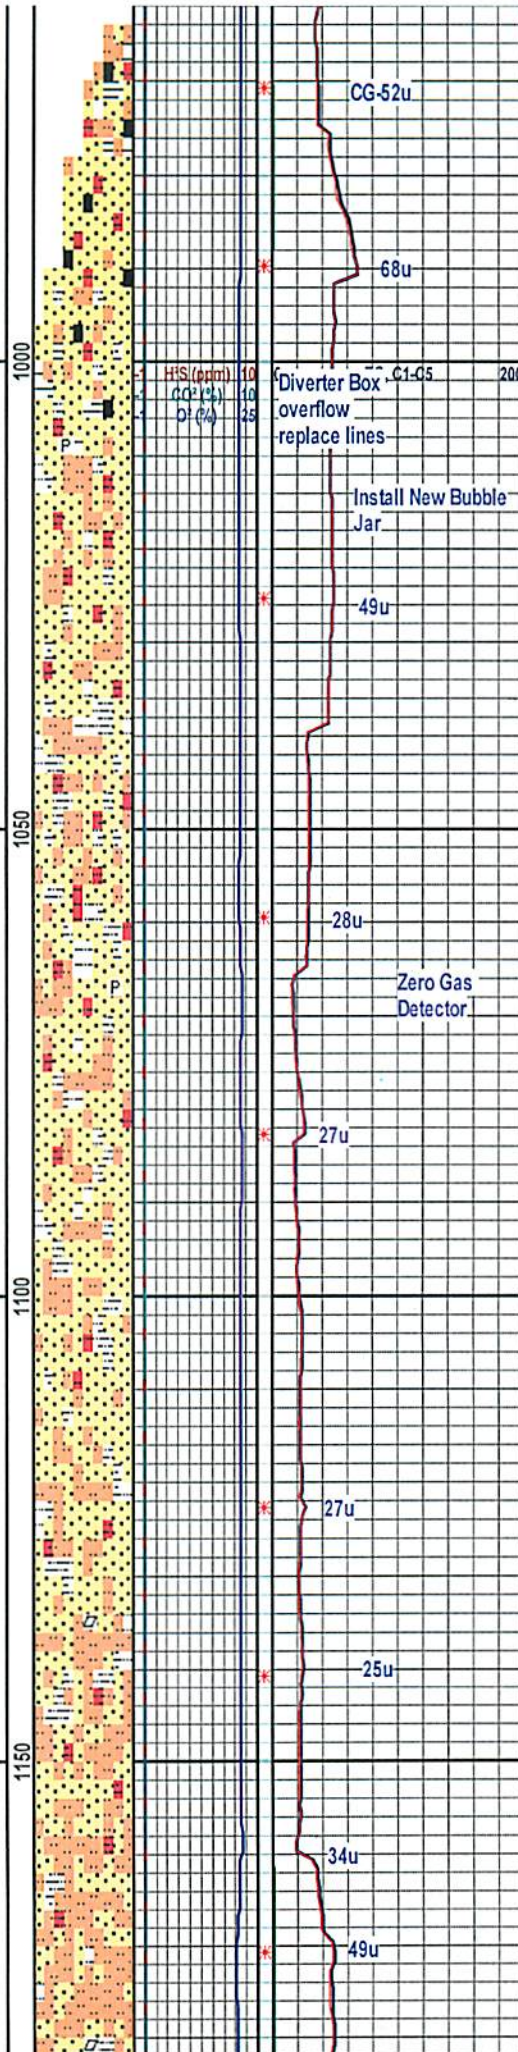 CG-52u
68u
1000
H²S (ppm) 10
C1-C5 200
CO² (%) 10
O² (%) 25
Diverter Box
overflow
replace lines
P
Install New Bubble
Jar
49u
1050
28u
P
Zero Gas
Detector
27u
1100
27u
25u
1150
34u
49u